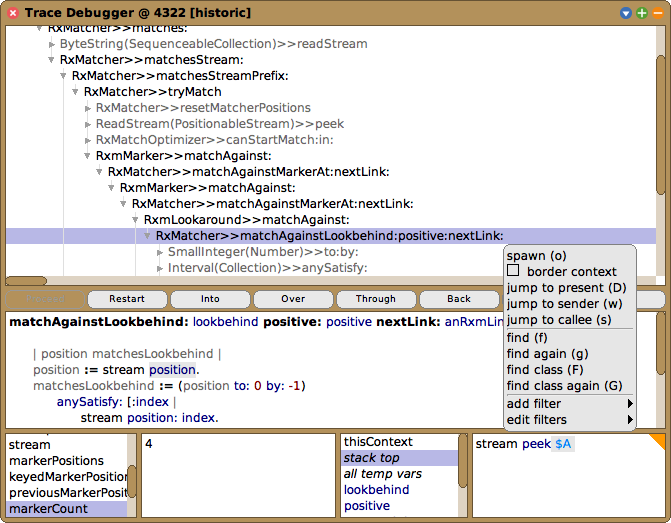 Trace Debugger @ 4322 [historic]
RxMatcher>>matches:
ByteString(SequenceableCollection)>>readStream
RxMatcher>>matchesStream:
RxMatcher>>matchesStreamPrefix:
RxMatcher>>tryMatch
RxMatcher>>resetMatcherPositions
ReadStream(PositionableStream)>>peek
RxMatchOptimizer>>canStartMatch:in:
RxmMarker>>matchAgainst:
RxMatcher>>matchAgainstMarkerAt:nextLink:
RxmMarker>>matchAgainst:
RxMatcher>>matchAgainstMarkerAt:nextLink:
RxmLookaround>>matchAgainst:
RxMatcher>>matchAgainstLookbehind:positive:nextLink:
SmallInteger(Number)>>to:by:
Interval(Collection)>>anySatisfy:
spawn (o)
border context
jump to present (D)
jump to sender (w)
jump to callee (s)
find (f)
find again (g)
find class (F)
find class again (G)
add filter
edit filters
Restart Into Over Through Back
matchAgainstLookbehind: lookbehind positive: positive nextLink: anRxmLin
| position matchesLookbehind |
position := stream position.
matchesLookbehind := (position to: 0 by: -1)
anySatisfy: [:index |
stream position: index.
stream
markerPositions
keyedMarkerPosition
previousMarkerPosit
markerCount
4
thisContext
stack top
all temp vars
lookbehind
positive
stream peek $A